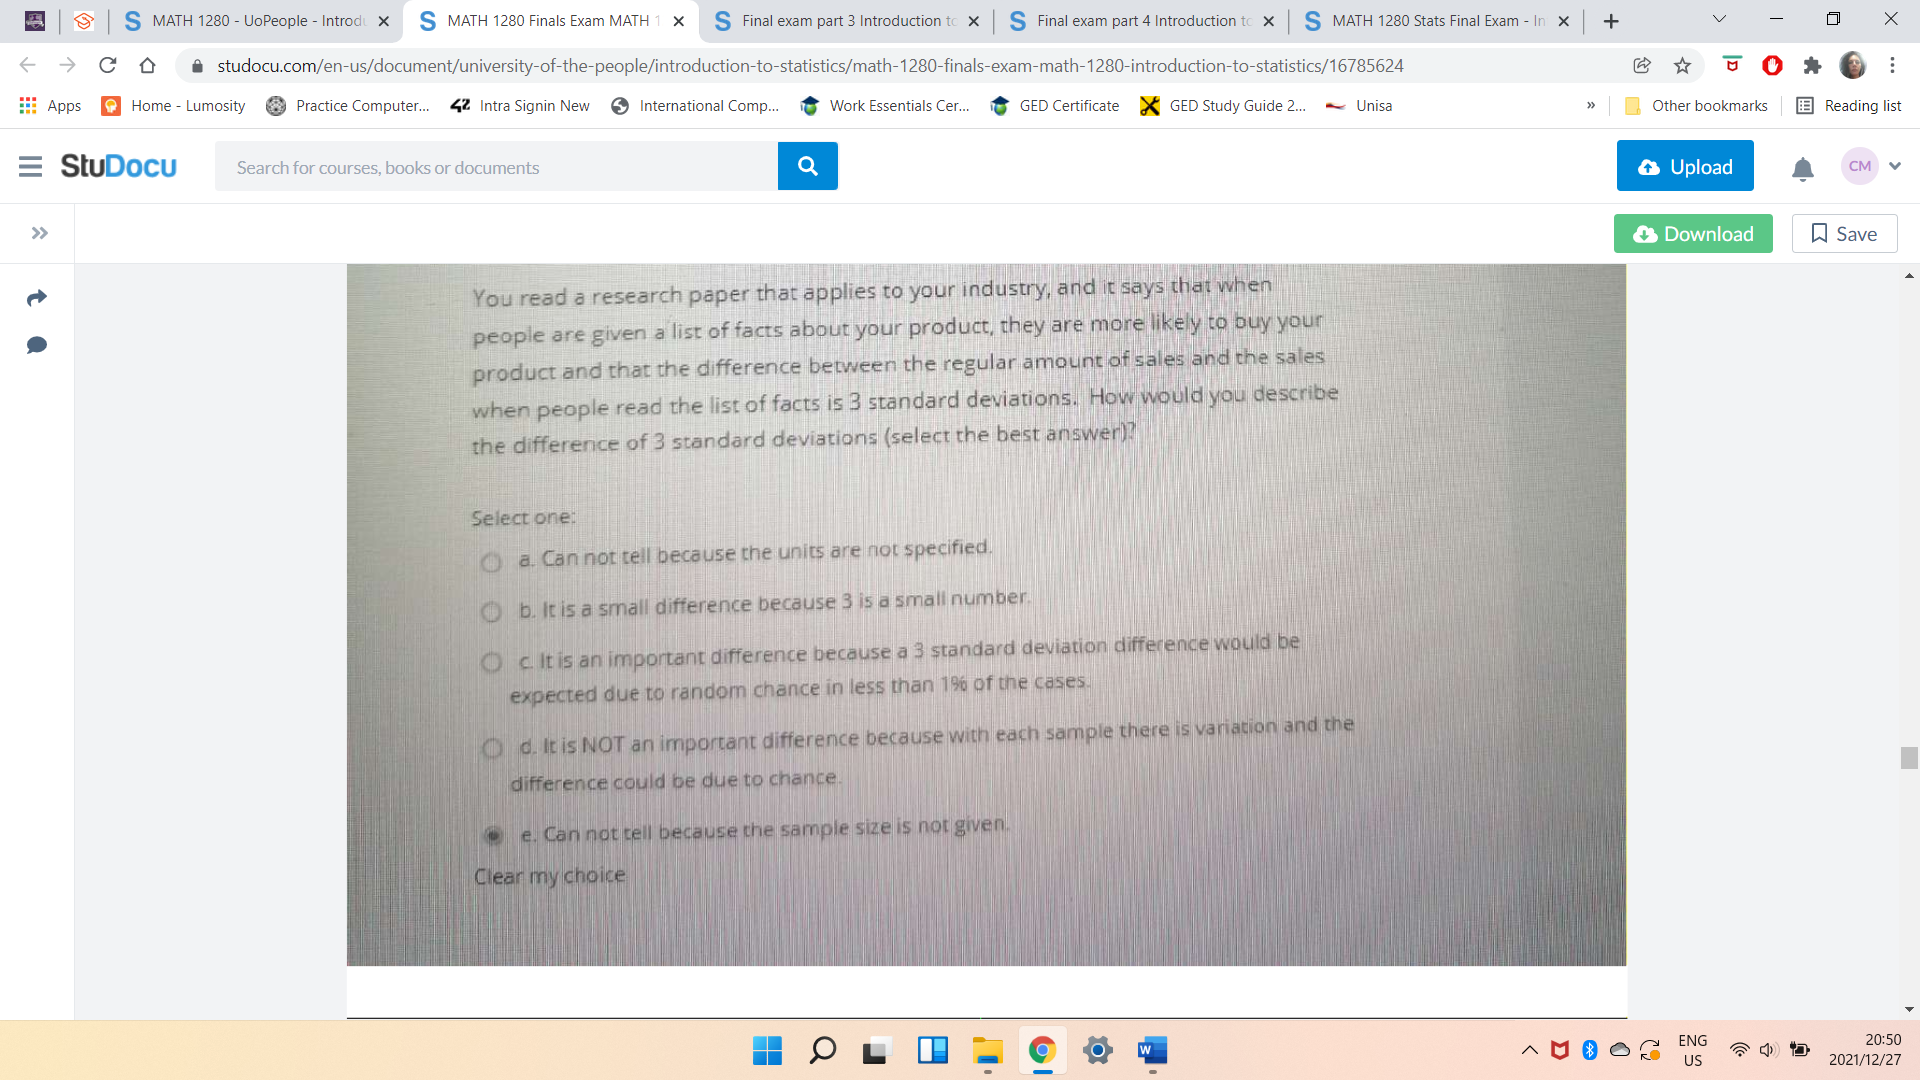 MATH 1280 - UoPeople - Introdu
MATH 1280 Finals Exam MATH 1
Final exam part 3 Introduction to
Final exam part 4 Introduction to
MATH 1280 Stats Final Exam - In
studocu.com/en-us/document/university-of-the-people/introduction-to-statistics/math-1280-finals-exam-math-1280-introduction-to-statistics/16785624
Apps
Home - Lumosity
Practice Computer...
Intra Signin New
International Comp...
Work Essentials Cer...
GED Certificate
GED Study Guide 2...
Unisa
»
Other bookmarks
Reading list
StuDocu
Search for courses, books or documents
Upload
CM
Download
Save
You read a research paper that applies to your industry, and it says that when
people are given a list of facts about your product, they are more likely to buy your
product and that the difference between the regular amount of sales and the sales
when people read the list of facts is 3 standard deviations. How would you describe
the difference of 3 standard deviations (select the best answer)?
Select one:
a. Can not tell because the units are not specified.
b. It is a small difference because 3 is a small number.
c. It is an important difference because a 3 standard deviation difference would be
expected due to random chance in less than 1% of the cases.
d. It is NOT an important difference because with each sample there is variation and the
difference could be due to chance.
e. Can not tell because the sample size is not given.
Clear my choice
ENG
US
20:50
2021/12/27